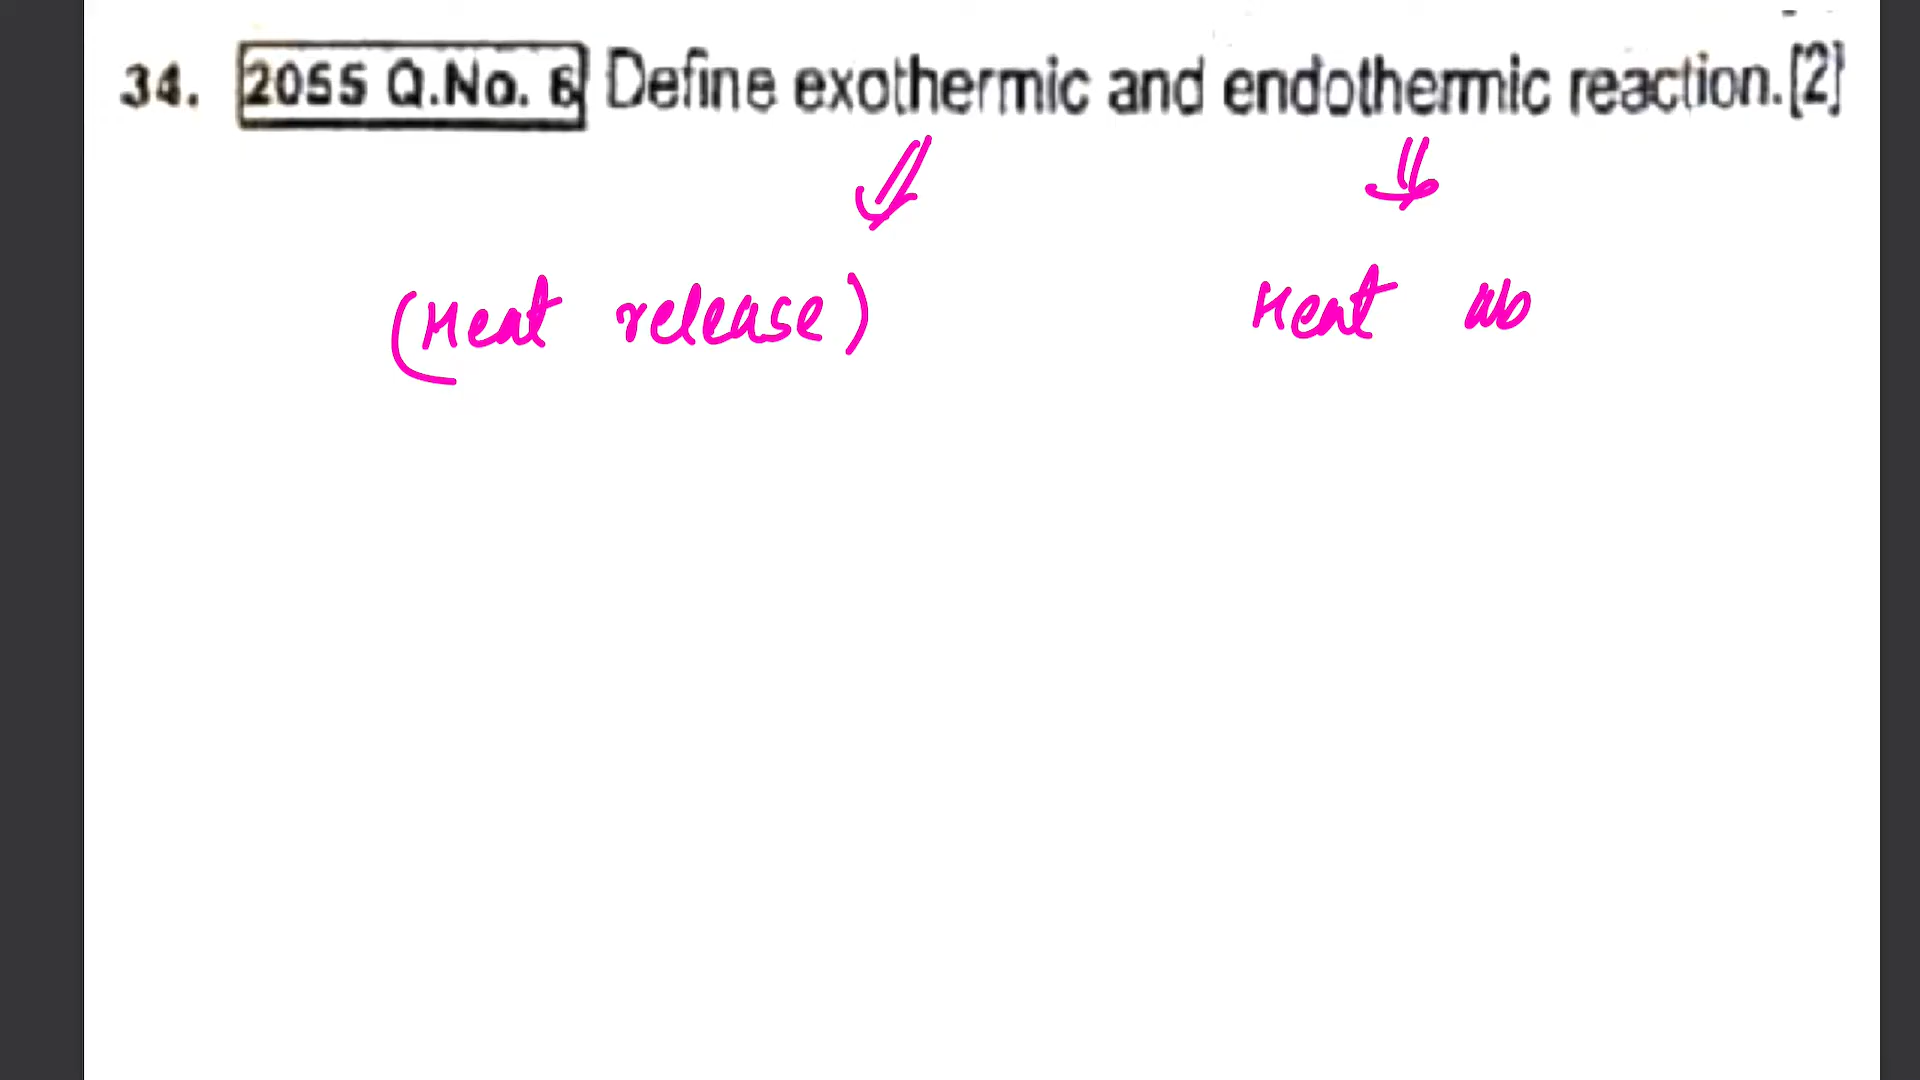 34. 2055 Q.No. 6 Define exothermic and endothermic reaction.[2]
(Heat release) Heat ab